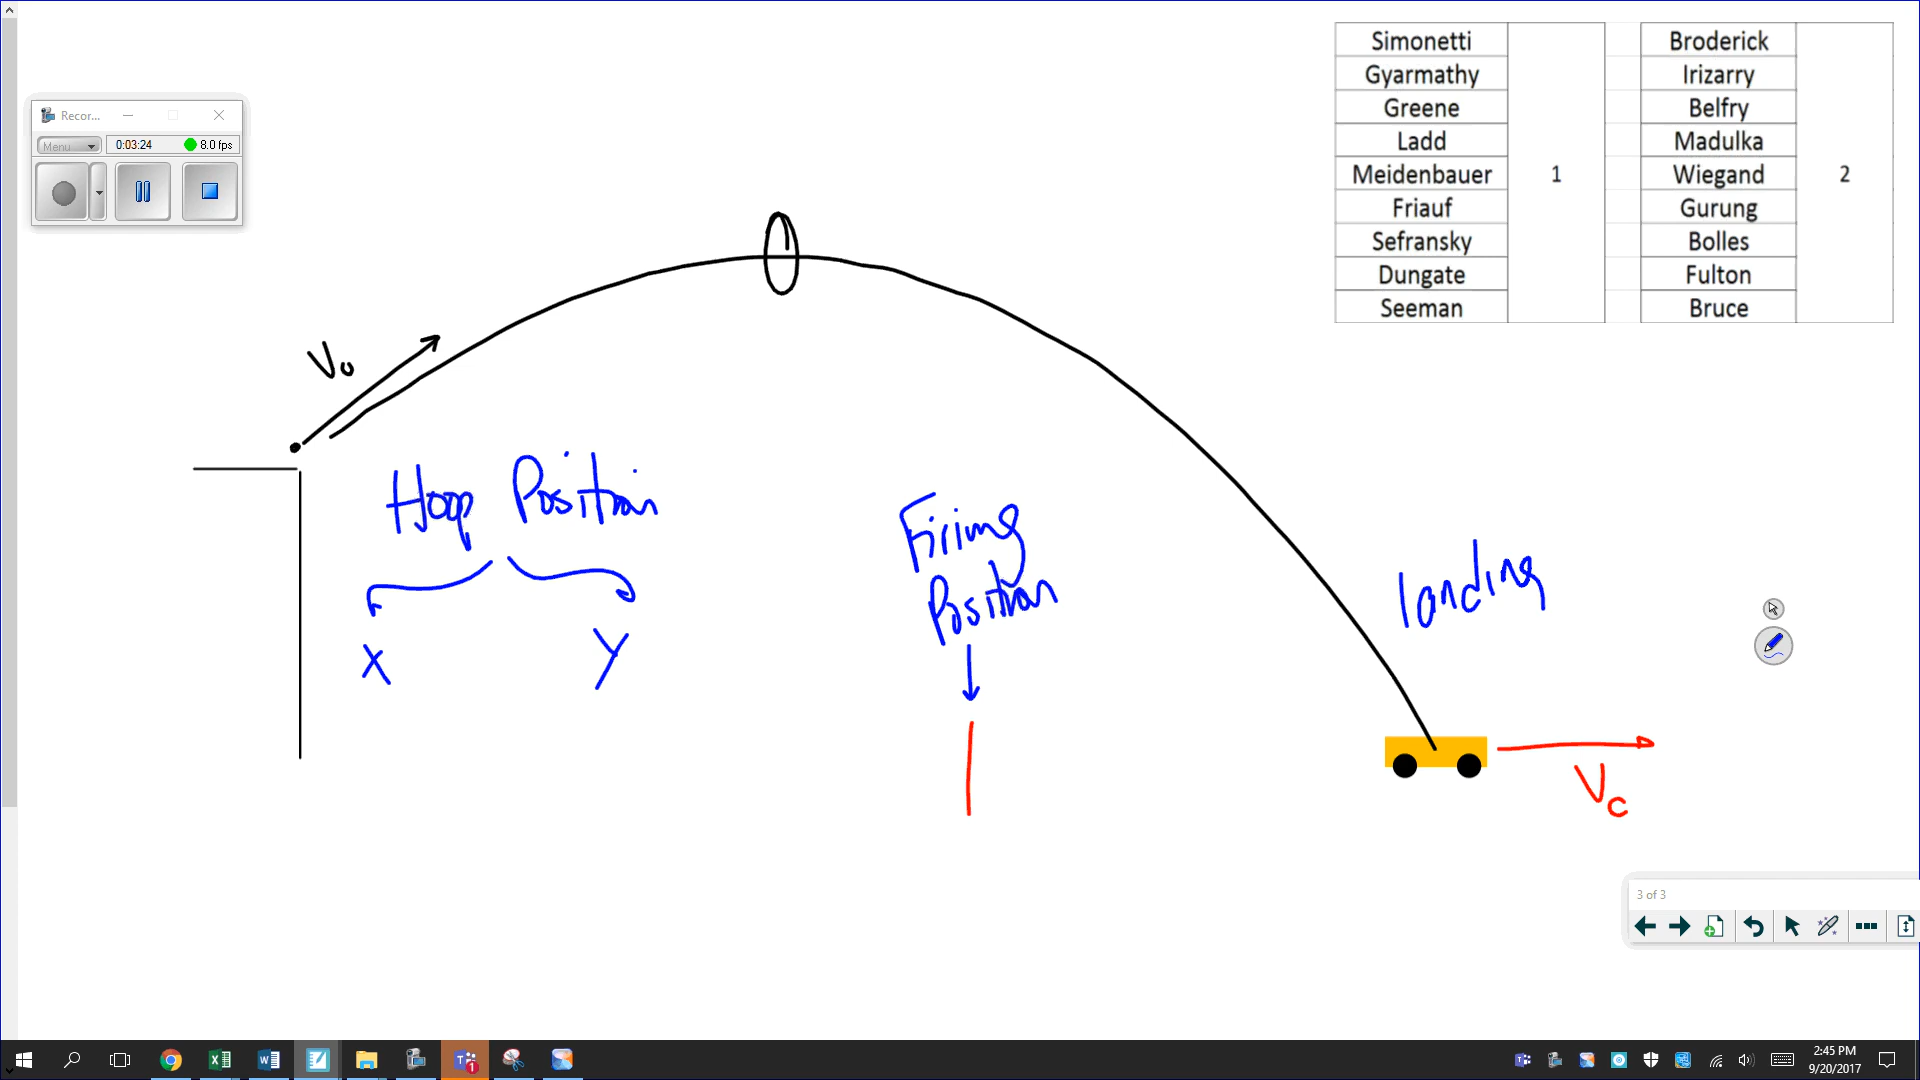 Simonetti
Gyarmathy
Greene
Ladd
Meidenbauer
Friauf
Sefransky
Dungate
Seeman
1
Broderick
Irizarry
Belfry
Madulka
Wiegand
Gurung
Bolles
Fulton
Bruce
2
Recor...
Menu
0:03:24
8.0 fps
Vo
Hoop Position
X
Y
Firing
Position
landing
Vc
3 of 3
2:45 PM
9/20/2017